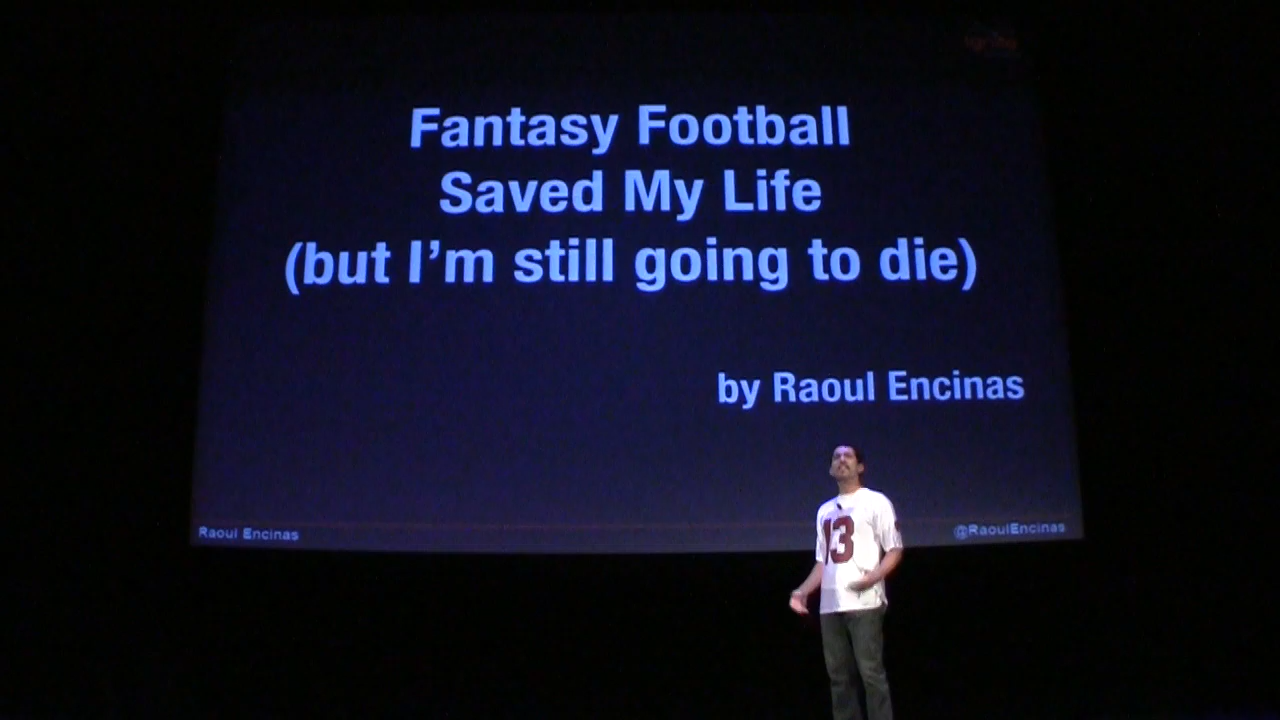 Fantasy Football
Saved My Life
(but I'm still going to die)
by Raoul Encinas
Raoul Encinas
@RaoulEncinas
13